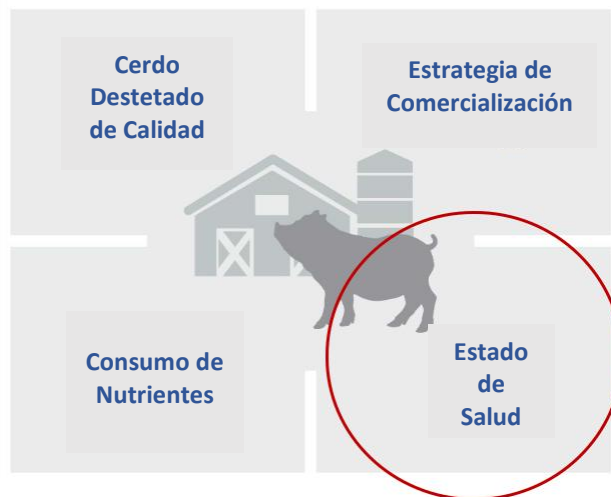 Cerdo
Destetado
de Calidad
Estrategia de
Comercialización
Consumo de
Nutrientes
Estado
de
Salud